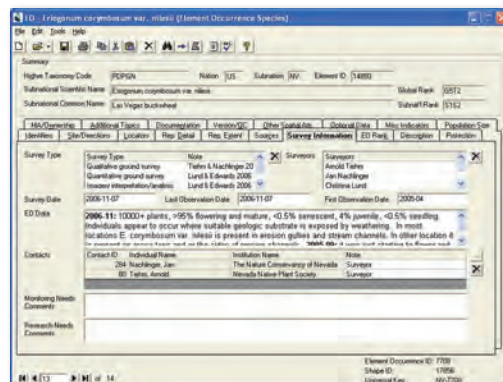 EO - Eriogonum corymbosum var. nilesii (Element Occurrence Species)
File Edit Tools Help
Summary
Higher Taxonomy Code PDPGN Nation US Subnation NV Element ID 14893
Subnational Scientific Name Eriogonum corymbosum var. nilesii Global Rank G5T2
Subnational Common Name Las Vegas buckwheat Subnat'l Rank S1S2
MA/Ownership Additional Topics Documentation Version/QC Other Spatial Attr. Optional Data Misc Indicators Population Size
Identifiers Site/Directions Locators Rep. Detail Rep. Extent Sources Survey Information EO Rank Description Protection
Survey Type Survey Type Note Surveyors Surveyors
Qualitative ground survey Tiehm & Nachlinger 20 Arnold Tiehm
Quantitative ground survey Lund & Edwards 2006 Jan Nachlinger
Imagery interpretation/analysis Lund & Edwards 2006 Christina Lund
Survey Date 2006-11-07 Last Observation Date 2006-11-07 First Observation Date 2005-04
EO Data 2006-11: 10000+ plants, >95% flowering and mature, <0.5% senescent, 4% juvenile, <0.5% seedling.
Individuals appear to occur where suitable geologic substrate is exposed by weathering. In most
locations E. corymbosum var. nilesii is present in erosion gullies and stream channels. In other location it
Contacts Contact ID Individual Name Institution Name Note
284 Nachlinger, Jan The Nature Conservancy of Nevada Surveyor
80 Tiehm, Arnold Nevada Native Plant Society Surveyor
Monitoring Needs
Comments
Research Needs
Comments
Element Occurrence ID: 7709
Shape ID: 17856
13 of 14
Universal Key: